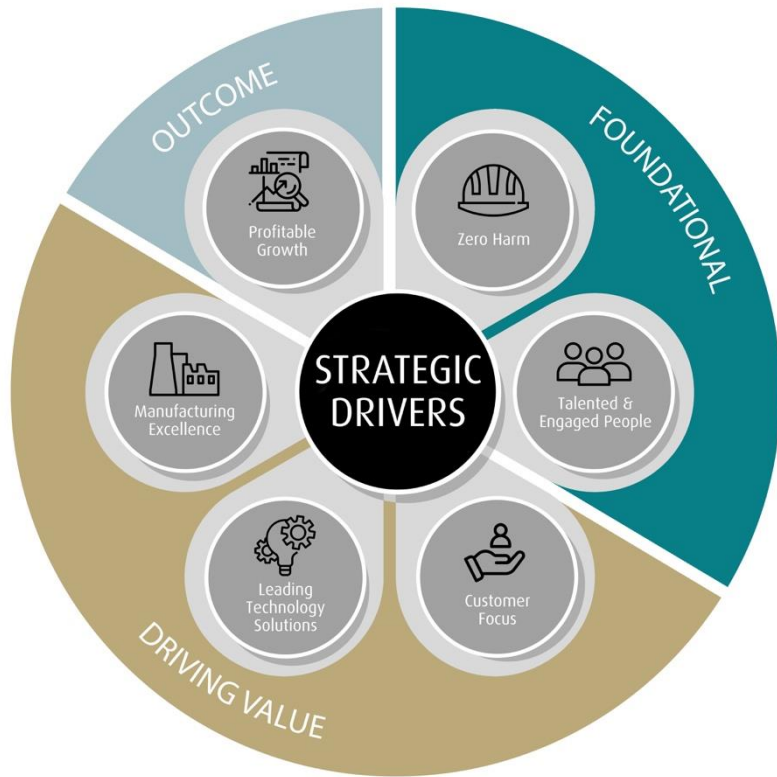 OUTCOME
FOUNDATIONAL
Profitable
Growth
Zero Harm
STRATEGIC
DRIVERS
Manufacturing
Excellence
Talented &
Engaged People
Leading
Technology
Solutions
Customer
Focus
DRIVING VALUE